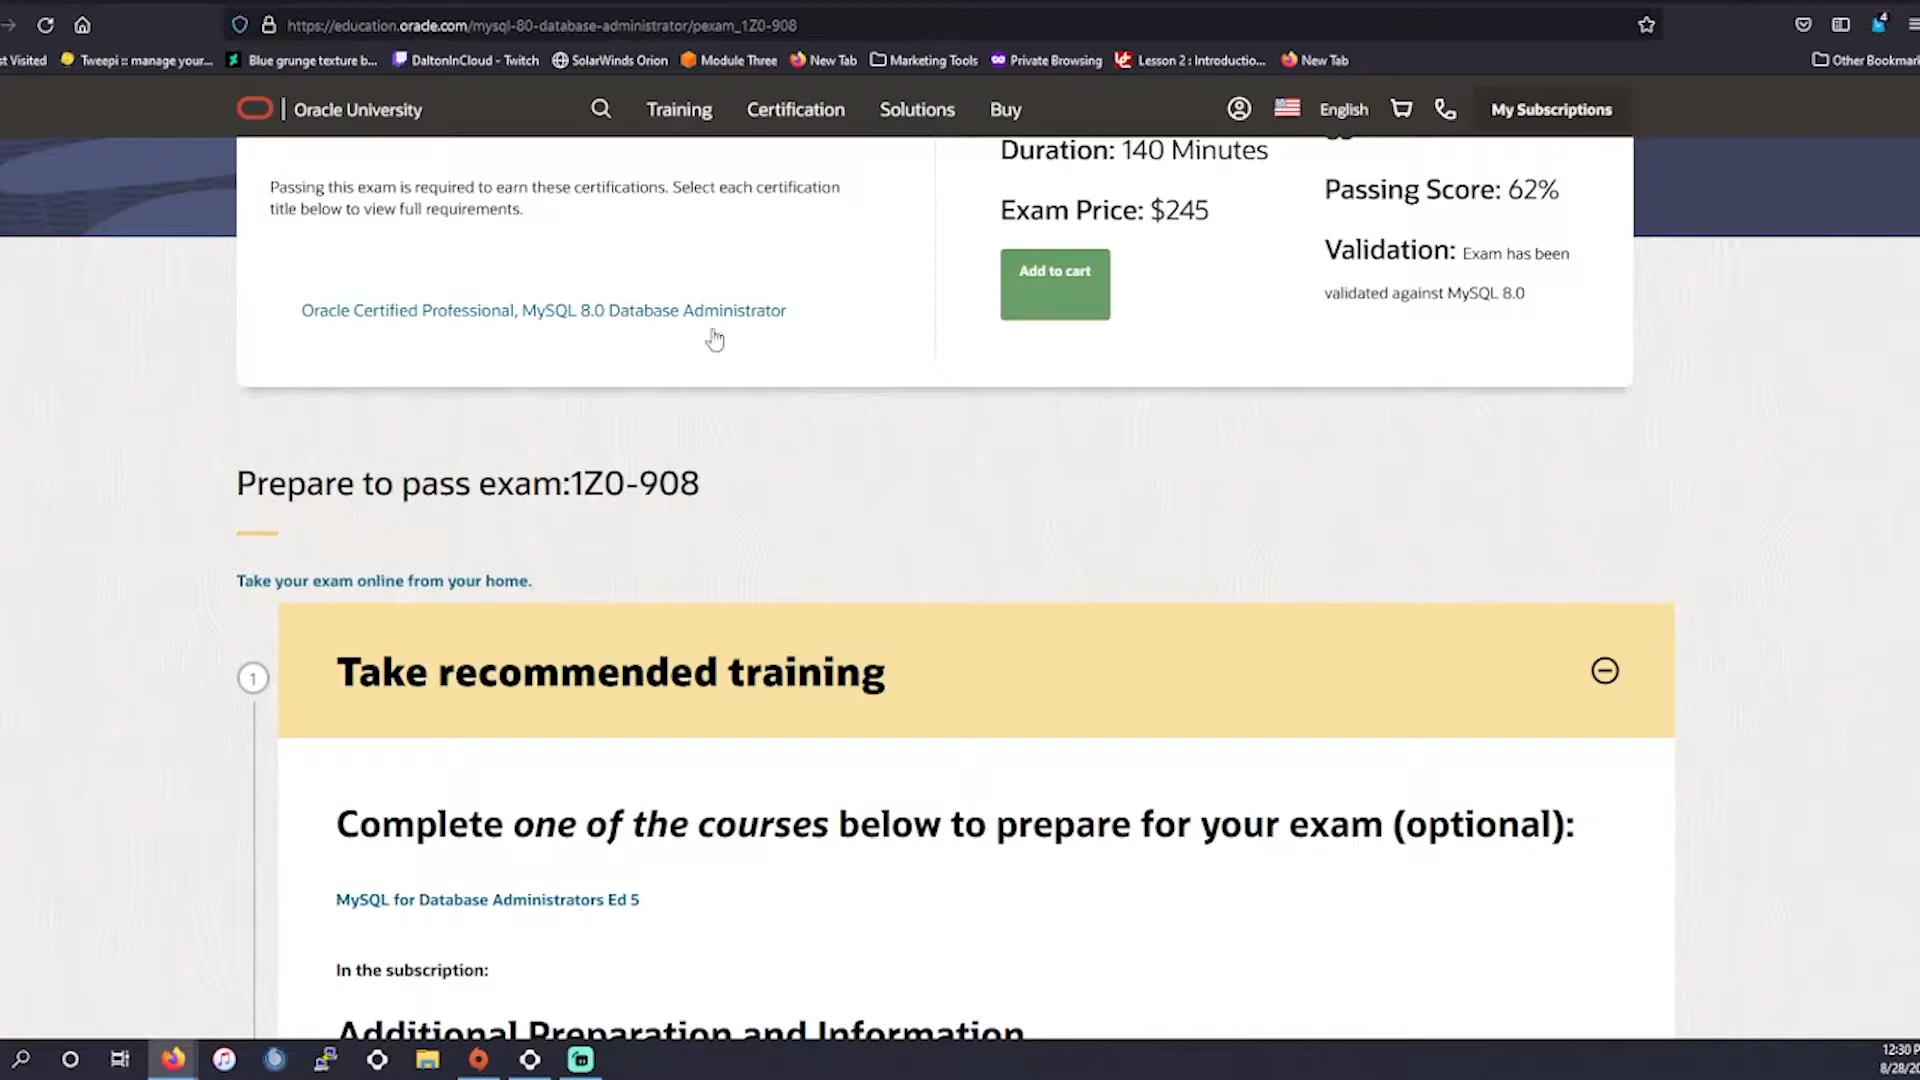 https://education.oracle.com/mysql-80-database-administrator/pexam_1Z0-908
4
t Visited
Tweepi :: manage your...
Blue grunge texture b...
DaltonInCloud - Twitch
SolarWinds Orion
Module Three
New Tab
Marketing Tools
Private Browsing
Lesson 2 : Introductio...
New Tab
Other Bookmar
Oracle University
Training
Certification
Solutions
Buy
English
My Subscriptions
Passing this exam is required to earn these certifications. Select each certification
title below to view full requirements.
Oracle Certified Professional, MySQL 8.0 Database Administrator
Duration: 140 Minutes
Exam Price: $245
Add to cart
Passing Score: 62%
Validation: Exam has been
validated against MySQL 8.0
Prepare to pass exam:1Z0-908
Take your exam online from your home.
1
Take recommended training
Complete one of the courses below to prepare for your exam (optional):
MySQL for Database Administrators Ed 5
In the subscription:
Additional Preparation and Information
12:30 P
8/28/20